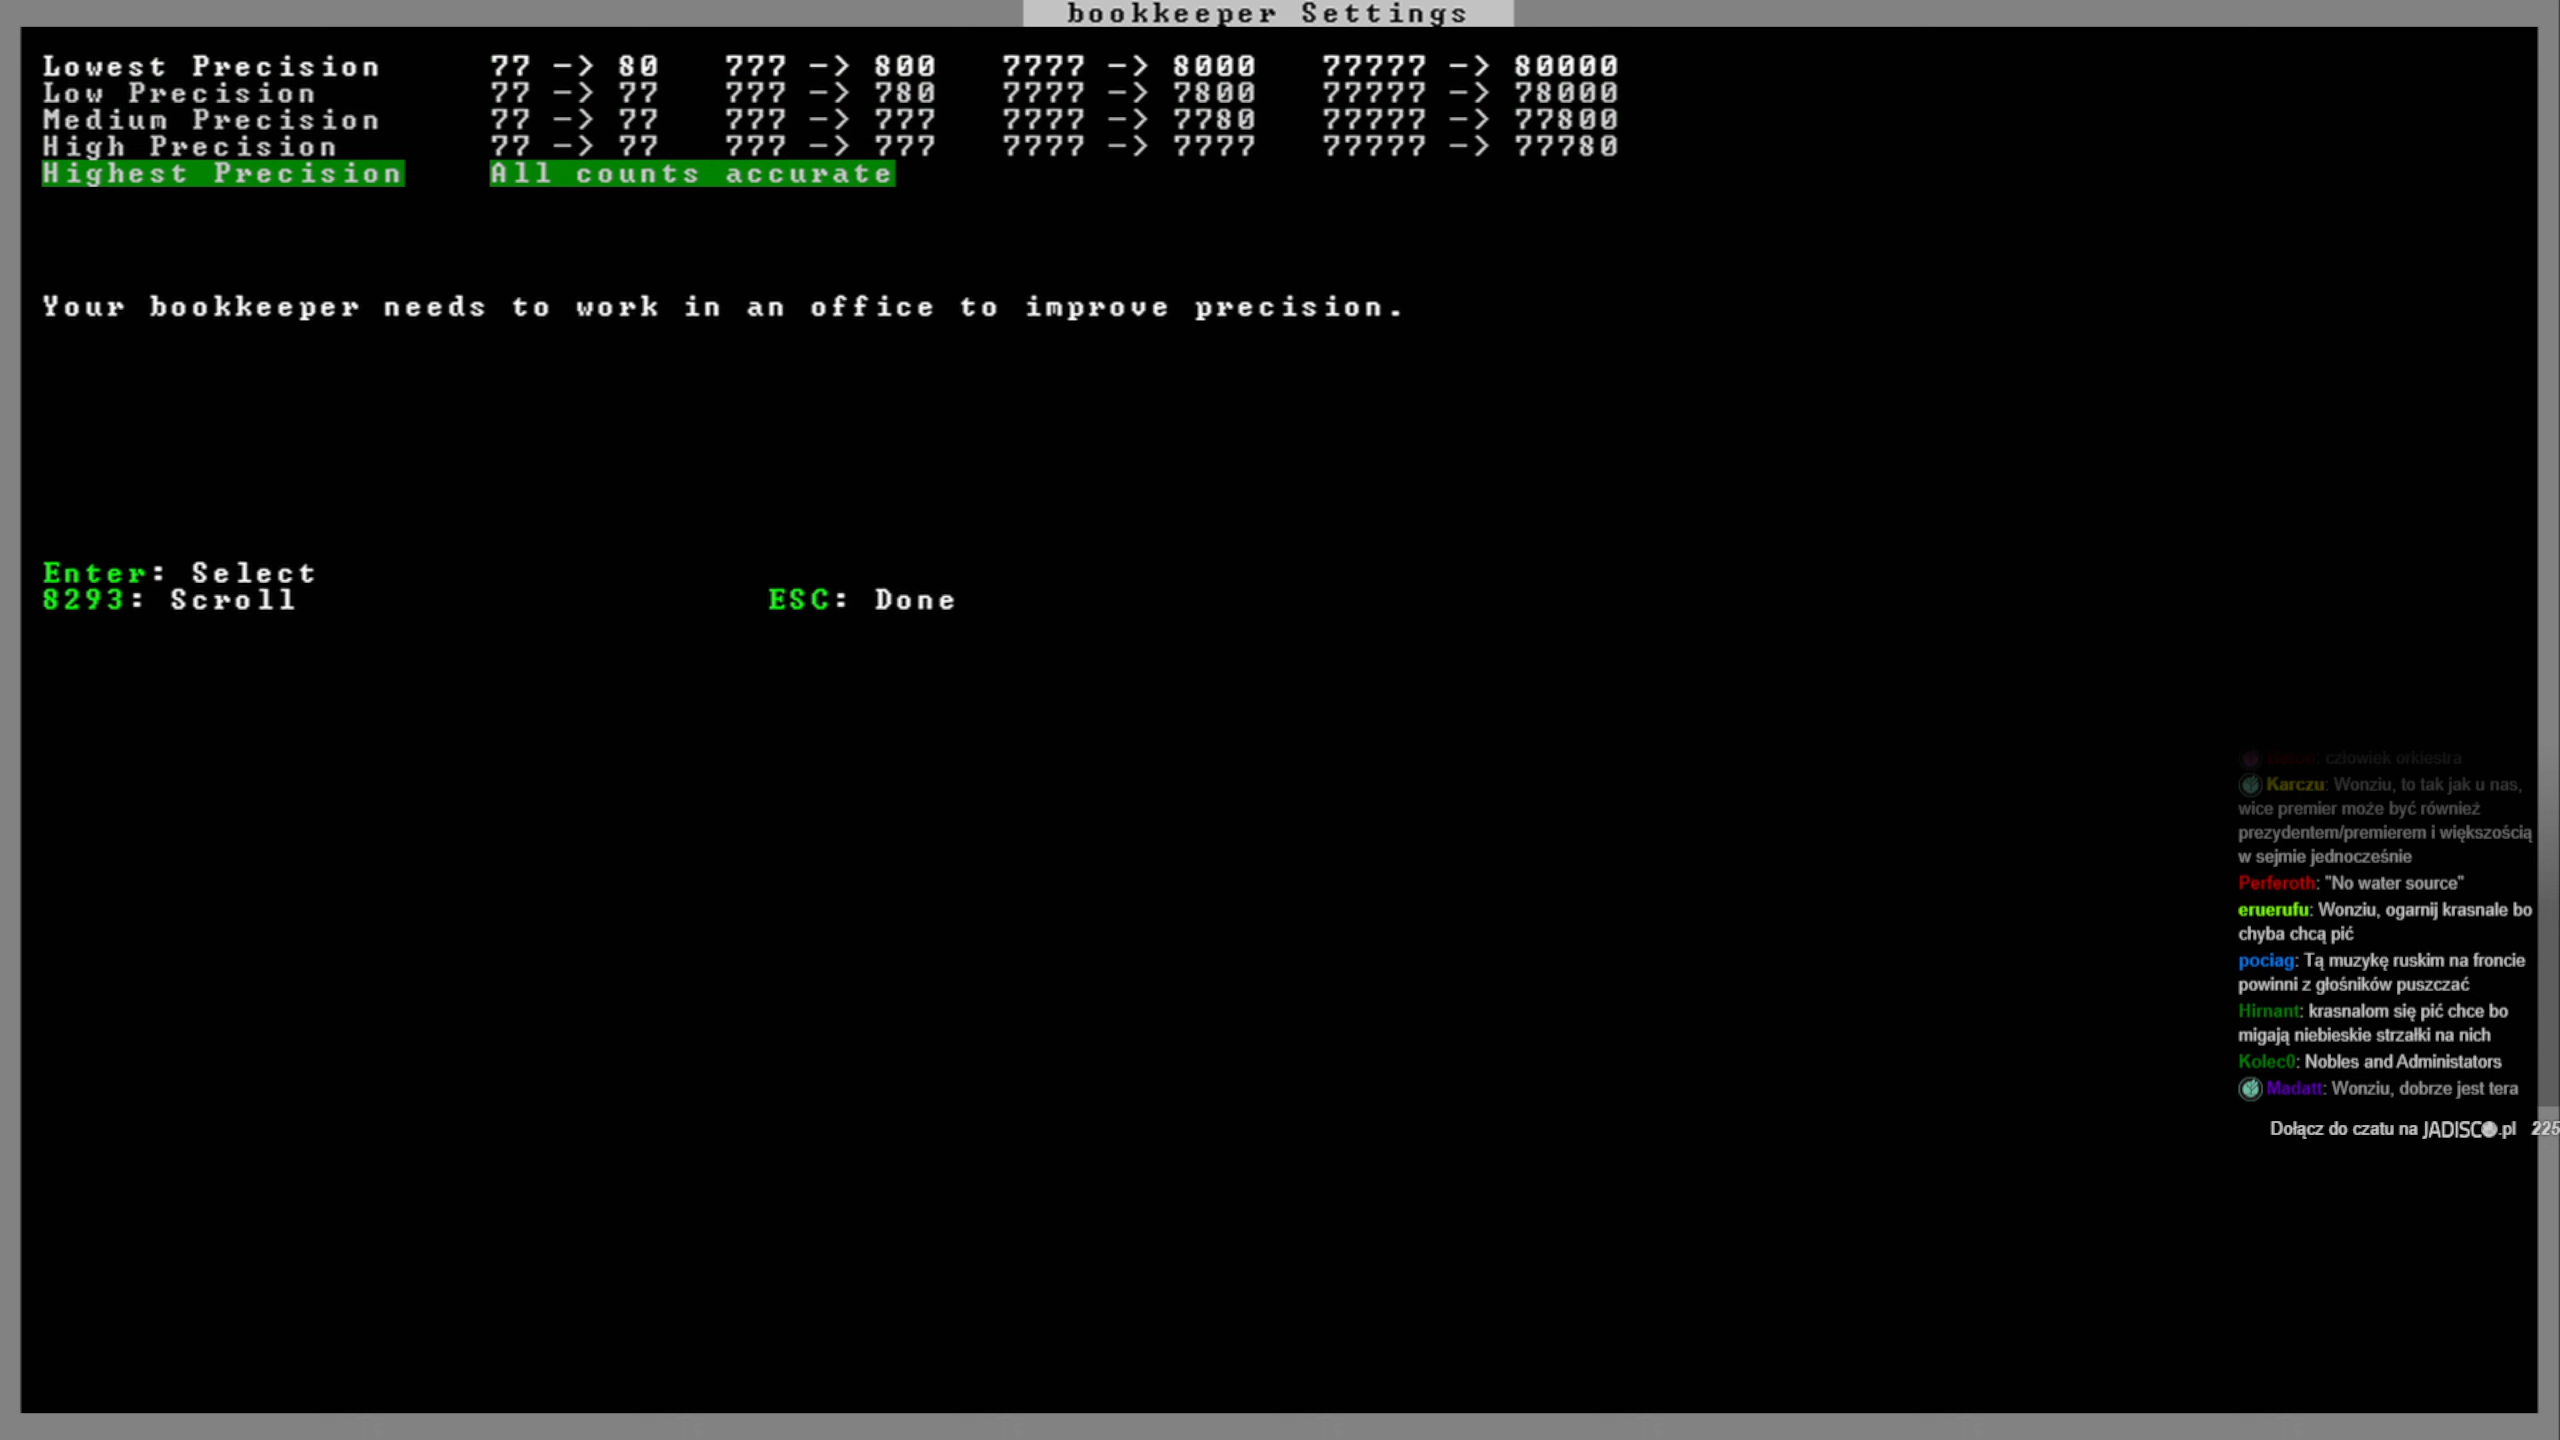 bookkeeper Settings
Lowest Precision 77 -> 80 777 -> 800 7777 -> 8000 77777 -> 80000
Low Precision 77 -> 77 777 -> 780 7777 -> 7800 77777 -> 78000
Medium Precision 77 -> 77 777 -> 777 7777 -> 7780 77777 -> 77800
High Precision 77 -> 77 777 -> 777 7777 -> 7777 77777 -> 77780
Highest Precision All counts accurate
Your bookkeeper needs to work in an office to improve precision.
Enter: Select
8293: Scroll ESC: Done
człowiek orkiestra
Karczu: Wonziu, to tak jak u nas,
wice premier może być również
prezydentem/premierem i większością
w sejmie jednocześnie
Perferoth: "No water source"
eruerufu: Wonziu, ogarnij krasnale bo
chyba chcą pić
pociag: Tą muzykę ruskim na froncie
powinni z głośników puszczać
Hirnant: krasnalom się pić chce bo
migają niebieskie strzałki na nich
Kolec0: Nobles and Administators
Madatt: Wonziu, dobrze jest tera
Dołącz do czatu na JADISCO.pl 225